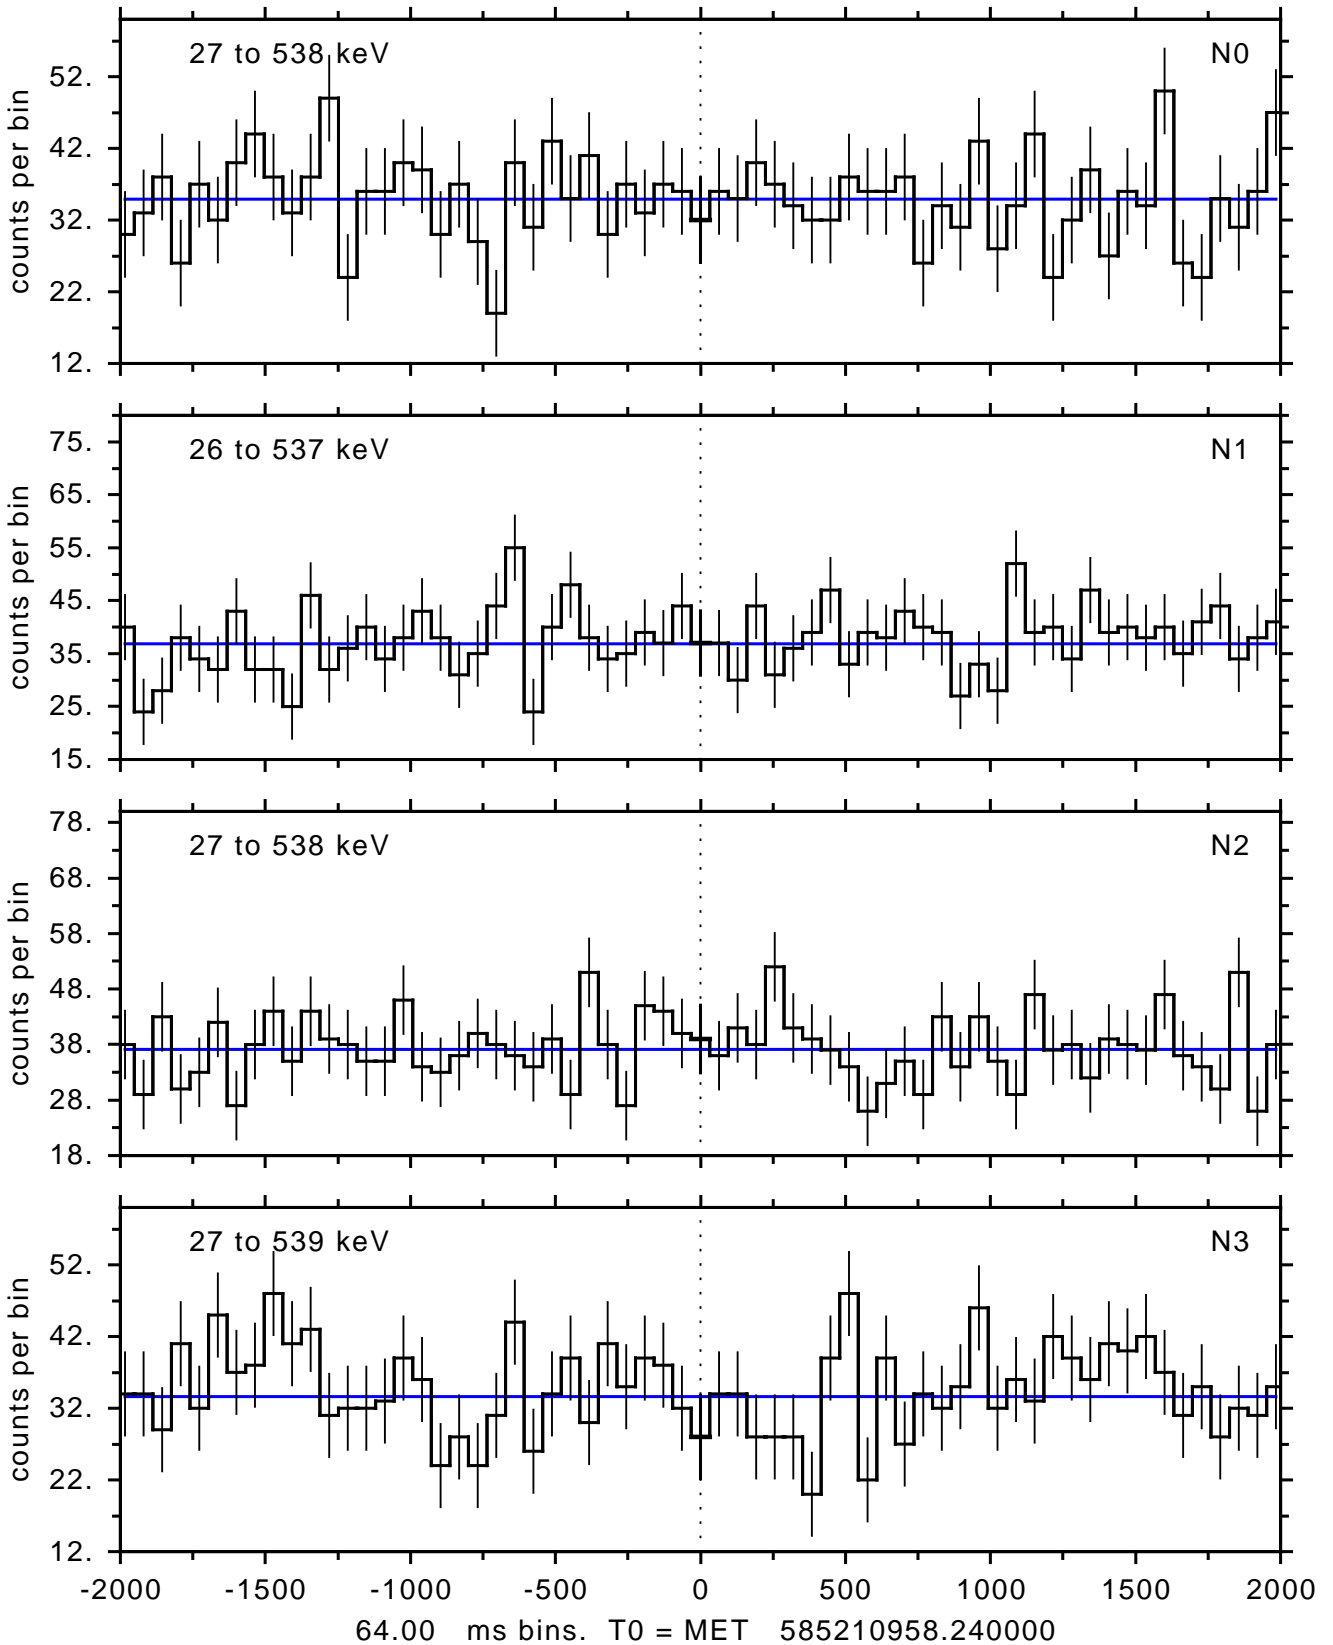 27 to 538 keV N0
counts per bin
52.
42.
32.
22.
12.
26 to 537 keV N1
counts per bin
75.
65.
55.
45.
35.
25.
15.
27 to 538 keV N2
counts per bin
78.
68.
58.
48.
38.
28.
18.
27 to 539 keV N3
counts per bin
52.
42.
32.
22.
12.
-2000 -1500 -1000 -500 0 500 1000 1500 2000
64.00 ms bins. T0 = MET 585210958.240000